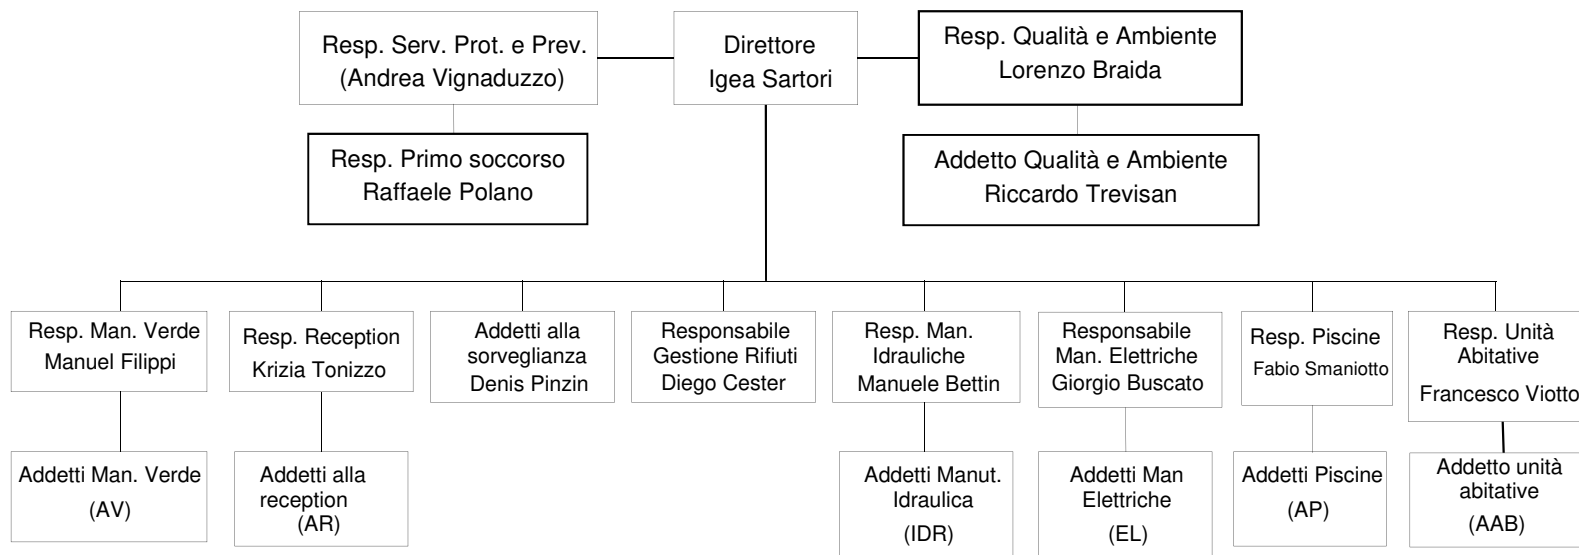 Resp. Serv. Prot. e Prev.
(Andrea Vignaduzzo)
Direttore
Igea Sartori
Resp. Qualità e Ambiente
Lorenzo Braida
Resp. Primo soccorso
Raffaele Polano
Addetto Qualità e Ambiente
Riccardo Trevisan
Resp. Man. Verde
Manuel Filippi
Resp. Reception
Krizia Tonizzo
Addetti alla
sorveglianza
Denis Pinzin
Responsabile
Gestione Rifiuti
Diego Cester
Resp. Man.
Idrauliche
Manuele Bettin
Responsabile
Man. Elettriche
Giorgio Buscato
Resp. Piscine
Fabio Smaniotto
Resp. Unità
Abitative
Francesco Viotto
Addetti Man. Verde
(AV)
Addetti alla
reception
(AR)
Addetti Manut.
Idraulica
(IDR)
Addetti Man
Elettriche
(EL)
Addetti Piscine
(AP)
Addetto unità
abitative
(AAB)